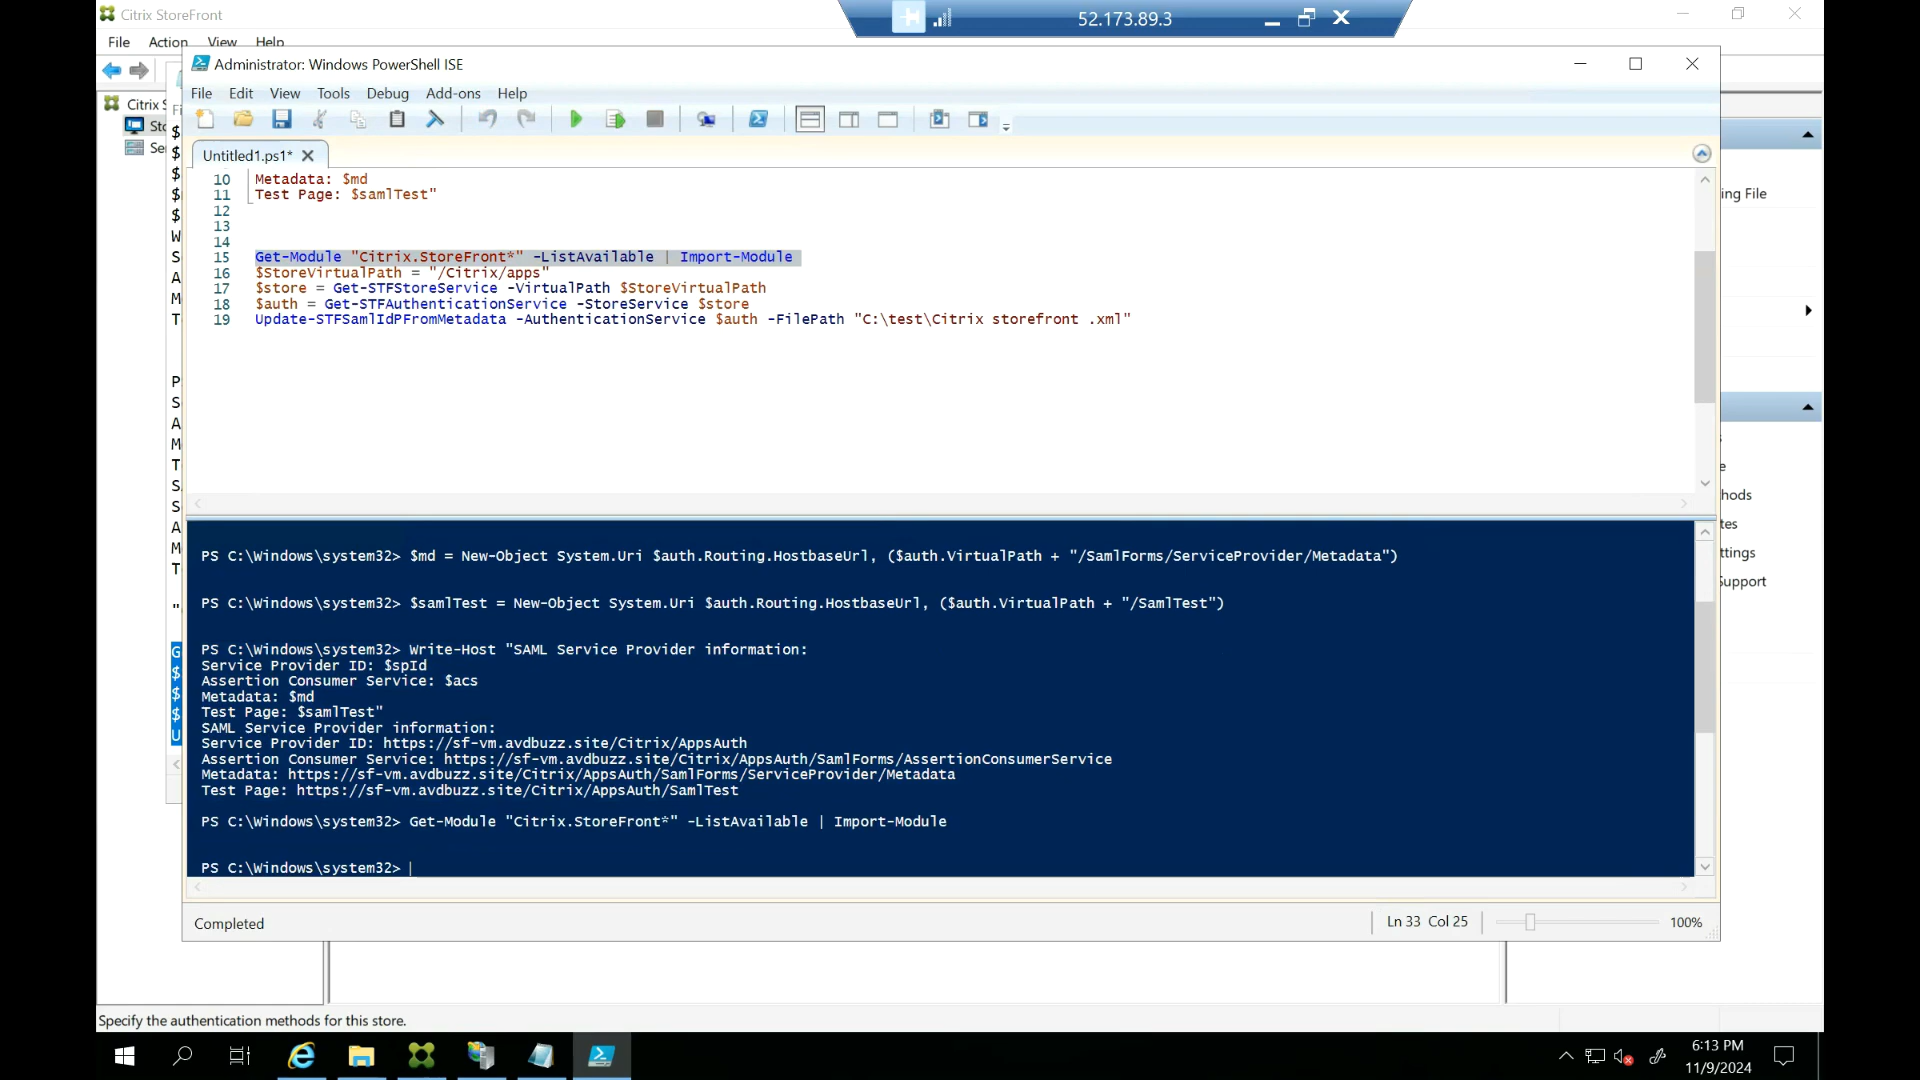 Citrix StoreFront
52.173.89.3
File Action View Help
Administrator: Windows PowerShell ISE
File Edit View Tools Debug Add-ons Help
Citrix S
Sto
Se
Untitled1.ps1*
ing File
10 Metadata: $md
11 Test Page: $samlTest"
12
13
14
15 Get-Module "Citrix.StoreFront*" -ListAvailable | Import-Module
16 $StoreVirtualPath = "/Citrix/apps"
17 $store = Get-STFStoreService -VirtualPath $StoreVirtualPath
18 $auth = Get-STFAuthenticationService -StoreService $store
19 Update-STFSamlIdPFromMetadata -AuthenticationService $auth -FilePath "C:\test\Citrix storefront .xml"
hods
tes
ttings
Support
PS C:\Windows\system32> $md = New-Object System.Uri $auth.Routing.HostbaseUrl, ($auth.VirtualPath + "/SamlForms/ServiceProvider/Metadata")
PS C:\Windows\system32> $samlTest = New-Object System.Uri $auth.Routing.HostbaseUrl, ($auth.VirtualPath + "/SamlTest")
PS C:\Windows\system32> Write-Host "SAML Service Provider information:
Service Provider ID: $spId
Assertion Consumer Service: $acs
Metadata: $md
Test Page: $samlTest"
SAML Service Provider information:
Service Provider ID: https://sf-vm.avdbuzz.site/Citrix/AppsAuth
Assertion Consumer Service: https://sf-vm.avdbuzz.site/Citrix/AppsAuth/SamlForms/AssertionConsumerService
Metadata: https://sf-vm.avdbuzz.site/Citrix/AppsAuth/SamlForms/ServiceProvider/Metadata
Test Page: https://sf-vm.avdbuzz.site/Citrix/AppsAuth/SamlTest
PS C:\Windows\system32> Get-Module "Citrix.StoreFront*" -ListAvailable | Import-Module
PS C:\Windows\system32>
Completed
Ln 33 Col 25
100%
Specify the authentication methods for this store.
6:13 PM
11/9/2024